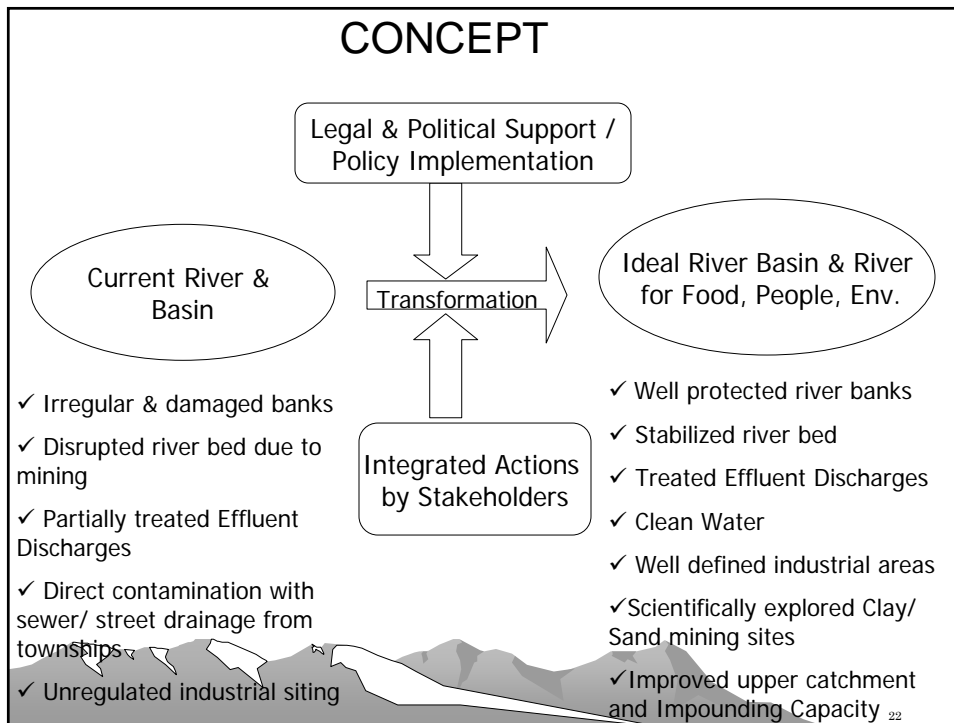 CONCEPT
Legal & Political Support /
Policy Implementation
Current River &
Basin
Transformation
Ideal River Basin & River
for Food, People, Env.
Integrated Actions
by Stakeholders
✓ Irregular & damaged banks
✓ Disrupted river bed due to
mining
✓ Partially treated Effluent
Discharges
✓ Direct contamination with
sewer/ street drainage from
townships
✓ Unregulated industrial siting
✓ Well protected river banks
✓ Stabilized river bed
✓ Treated Effluent Discharges
✓ Clean Water
✓ Well defined industrial areas
✓Scientifically explored Clay/
Sand mining sites
✓Improved upper catchment
and Impounding Capacity
22